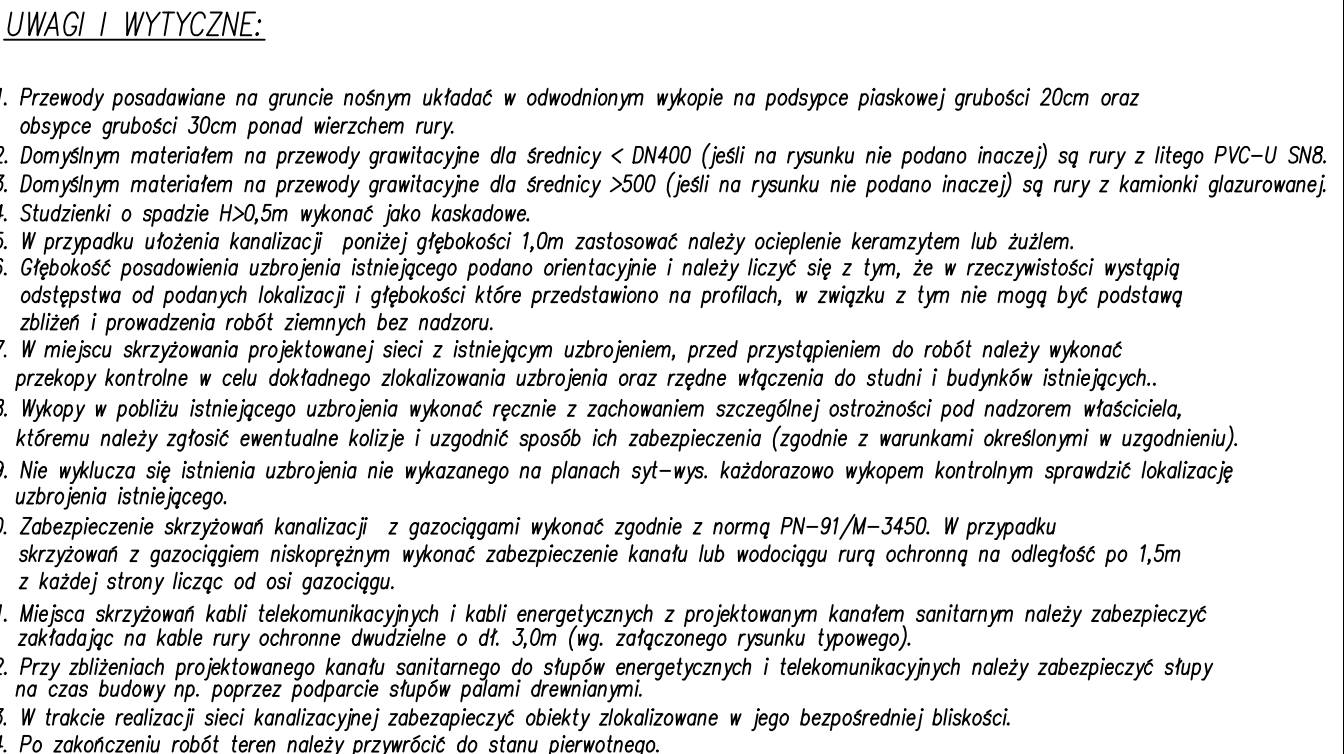 UWAGI I WYTYCZNE:
. Przewody posadawiane na gruncie nośnym układać w odwodnionym wykopie na podsypce piaskowej grubości 20cm oraz
obsypce grubości 30cm ponad wierzchem rury.
2. Domyślnym materiałem na przewody grawitacyjne dla średnicy < DN400 (jeśli na rysunku nie podano inaczej) są rury z litego PVC-U SN8.
3. Domyślnym materiałem na przewody grawitacyjne dla średnicy >500 (jeśli na rysunku nie podano inaczej) są rury z kamionki glazurowanej.
4. Studzienki o spadzie H>0,5m wykonać jako kaskadowe.
5. W przypadku ułożenia kanalizacji poniżej głębokości 1,0m zastosować należy ocieplenie keramzytem lub żużlem.
6. Głębokość posadowienia uzbrojenia istniejącego podano orientacyjnie i należy liczyć się z tym, że w rzeczywistości wystąpią
odstępstwa od podanych lokalizacji i głębokości które przedstawiono na profilach, w związku z tym nie mogą być podstawą
zbliżeń i prowadzenia robót ziemnych bez nadzoru.
7. W miejscu skrzyżowania projektowanej sieci z istniejącym uzbrojeniem, przed przystąpieniem do robót należy wykonać
przekopy kontrolne w celu dokładnego zlokalizowania uzbrojenia oraz rzędne włączenia do studni i budynków istniejących..
8. Wykopy w pobliżu istniejącego uzbrojenia wykonać ręcznie z zachowaniem szczególnej ostrożności pod nadzorem właściciela,
któremu należy zgłosić ewentualne kolizje i uzgodnić sposób ich zabezpieczenia (zgodnie z warunkami określonymi w uzgodnieniu).
9. Nie wyklucza się istnienia uzbrojenia nie wykazanego na planach syt-wys. każdorazowo wykopem kontrolnym sprawdzić lokalizację
uzbrojenia istniejącego.
0. Zabezpieczenie skrzyżowań kanalizacji z gazociągami wykonać zgodnie z normą PN-91/M-3450. W przypadku
skrzyżowań z gazociągiem niskoprężnym wykonać zabezpieczenie kanału lub wodociągu rurą ochronną na odległość po 1,5m
z każdej strony licząc od osi gazociągu.
. Miejsca skrzyżowań kabli telekomunikacyjnych i kabli energetycznych z projektowanym kanałem sanitarnym należy zabezpieczyć
zakładając na kable rury ochronne dwudzielne o dł. 3,0m (wg. załączonego rysunku typowego).
2. Przy zbliżeniach projektowanego kanału sanitarnego do słupów energetycznych i telekomunikacyjnych należy zabezpieczyć słupy
na czas budowy np. poprzez podparcie słupów palami drewnianymi.
3. W trakcie realizacji sieci kanalizacyjnej zabezapieczyć obiekty zlokalizowane w jego bezpośredniej bliskości.
4. Po zakończeniu robót teren należy przywrócić do stanu pierwotnego.